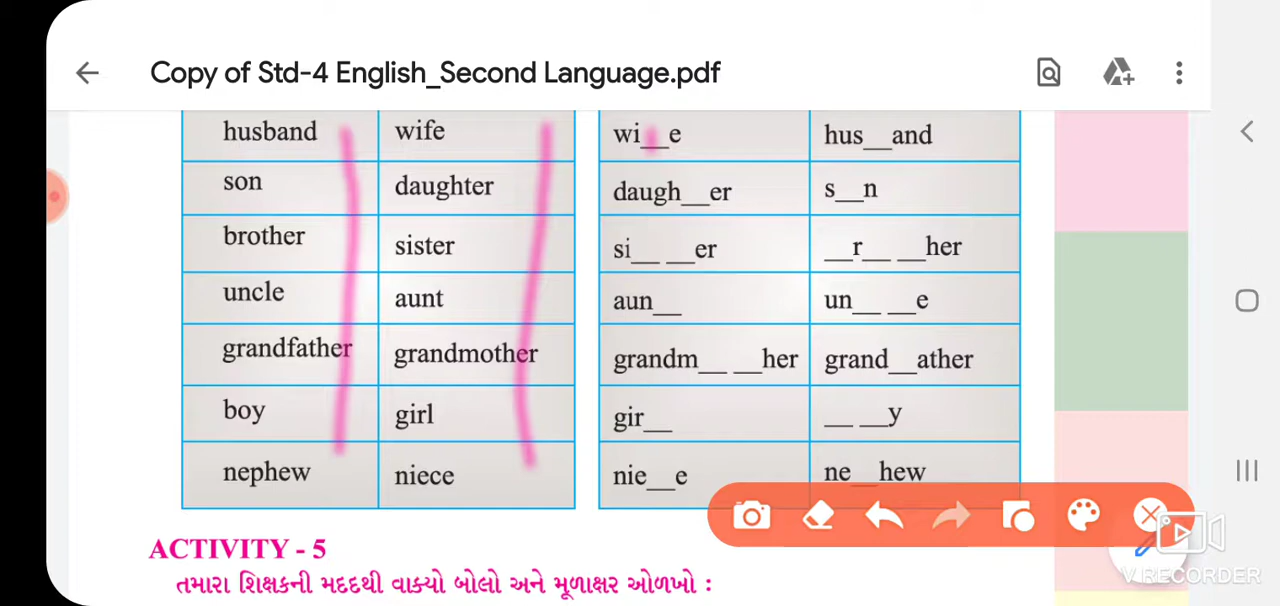 Copy of Std-4 English_Second Language.pdf
husband wife wi__e hus__and
son daughter daugh__er s__n
brother sister si__ __er __r__ __her
uncle aunt aun__ un__ __e
grandfather grandmother grandm__ __her grand__ather
boy girl gir__ __ __y
nephew niece nie__e ne__hew
ACTIVITY - 5
તમારા શિક્ષકની મદદથી વાક્યો બોલો અને મૂળાક્ષર ઓળખો :
V RECORDER